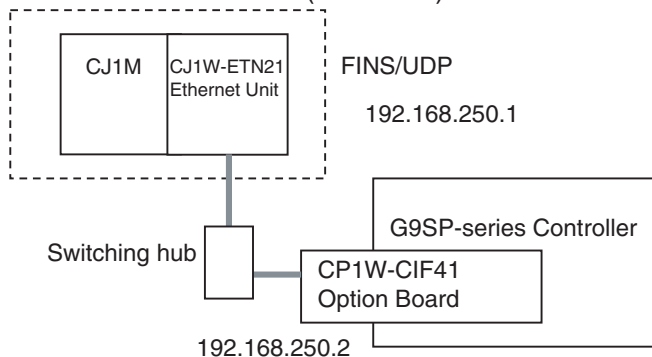 CJ1M
CJ1W-ETN21
Ethernet Unit
FINS/UDP
192.168.250.1
Switching hub
G9SP-series Controller
CP1W-CIF41
Option Board
192.168.250.2